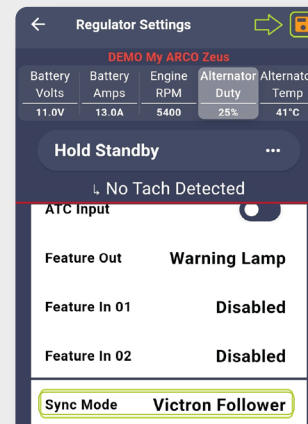 Regulator Settings
DEMO My ARCO Zeus
Battery Volts Battery Amps Engine RPM Alternator Duty Alternato Temp
11.0V 13.0A 5400 25% 41°C
Hold Standby ...
↳ No Tach Detected
ATC Input
Feature Out Warning Lamp
Feature In 01 Disabled
Feature In 02 Disabled
Sync Mode Victron Follower